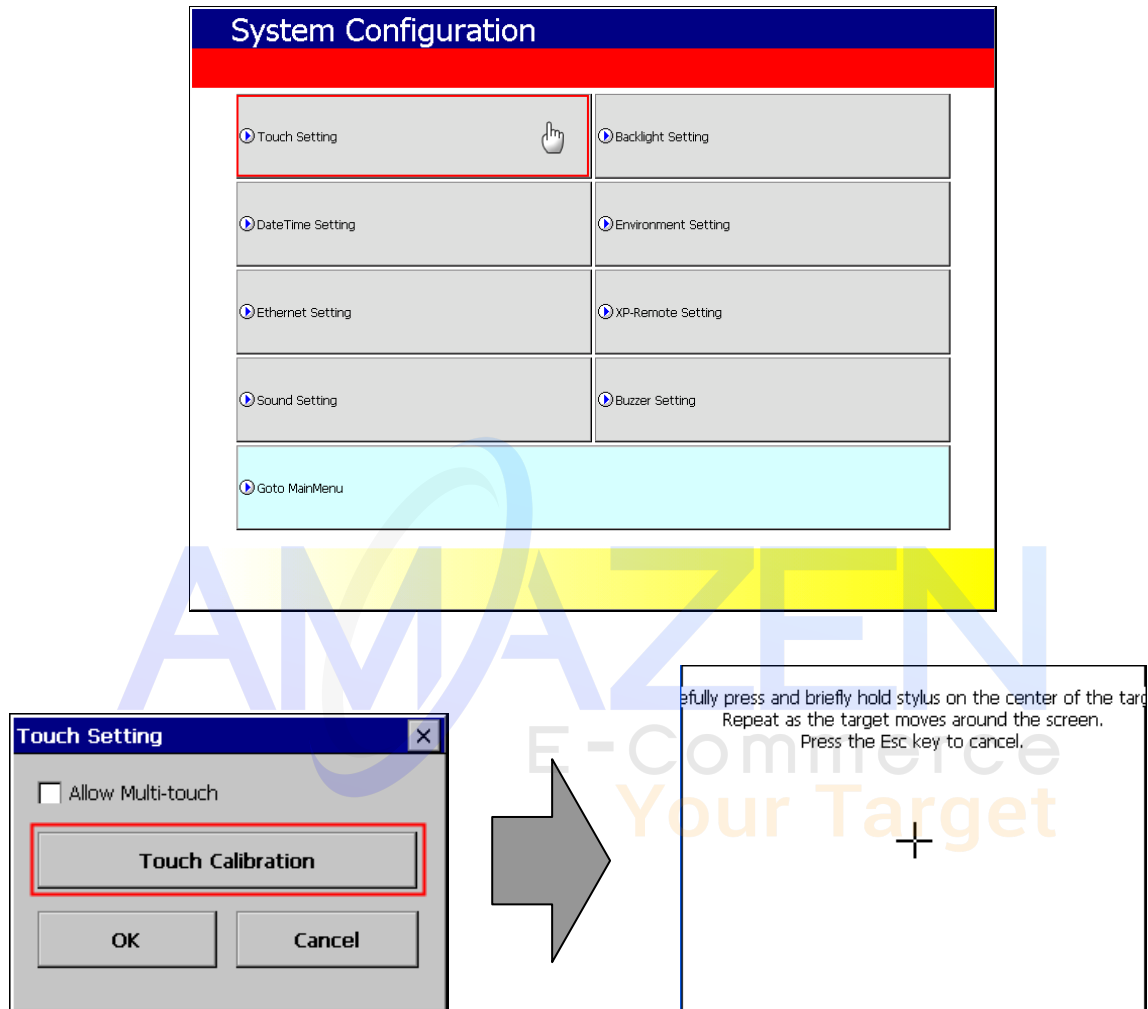 System Configuration
Touch Setting
Backlight Setting
DateTime Setting
Environment Setting
Ethernet Setting
XP-Remote Setting
Sound Setting
Buzzer Setting
Goto MainMenu
AMAZEN
E-Commerce
Your Target
Touch Setting
Allow Multi-touch
Touch Calibration
OK
Cancel
efully press and briefly hold stylus on the center of the targ
Repeat as the target moves around the screen.
Press the Esc key to cancel.